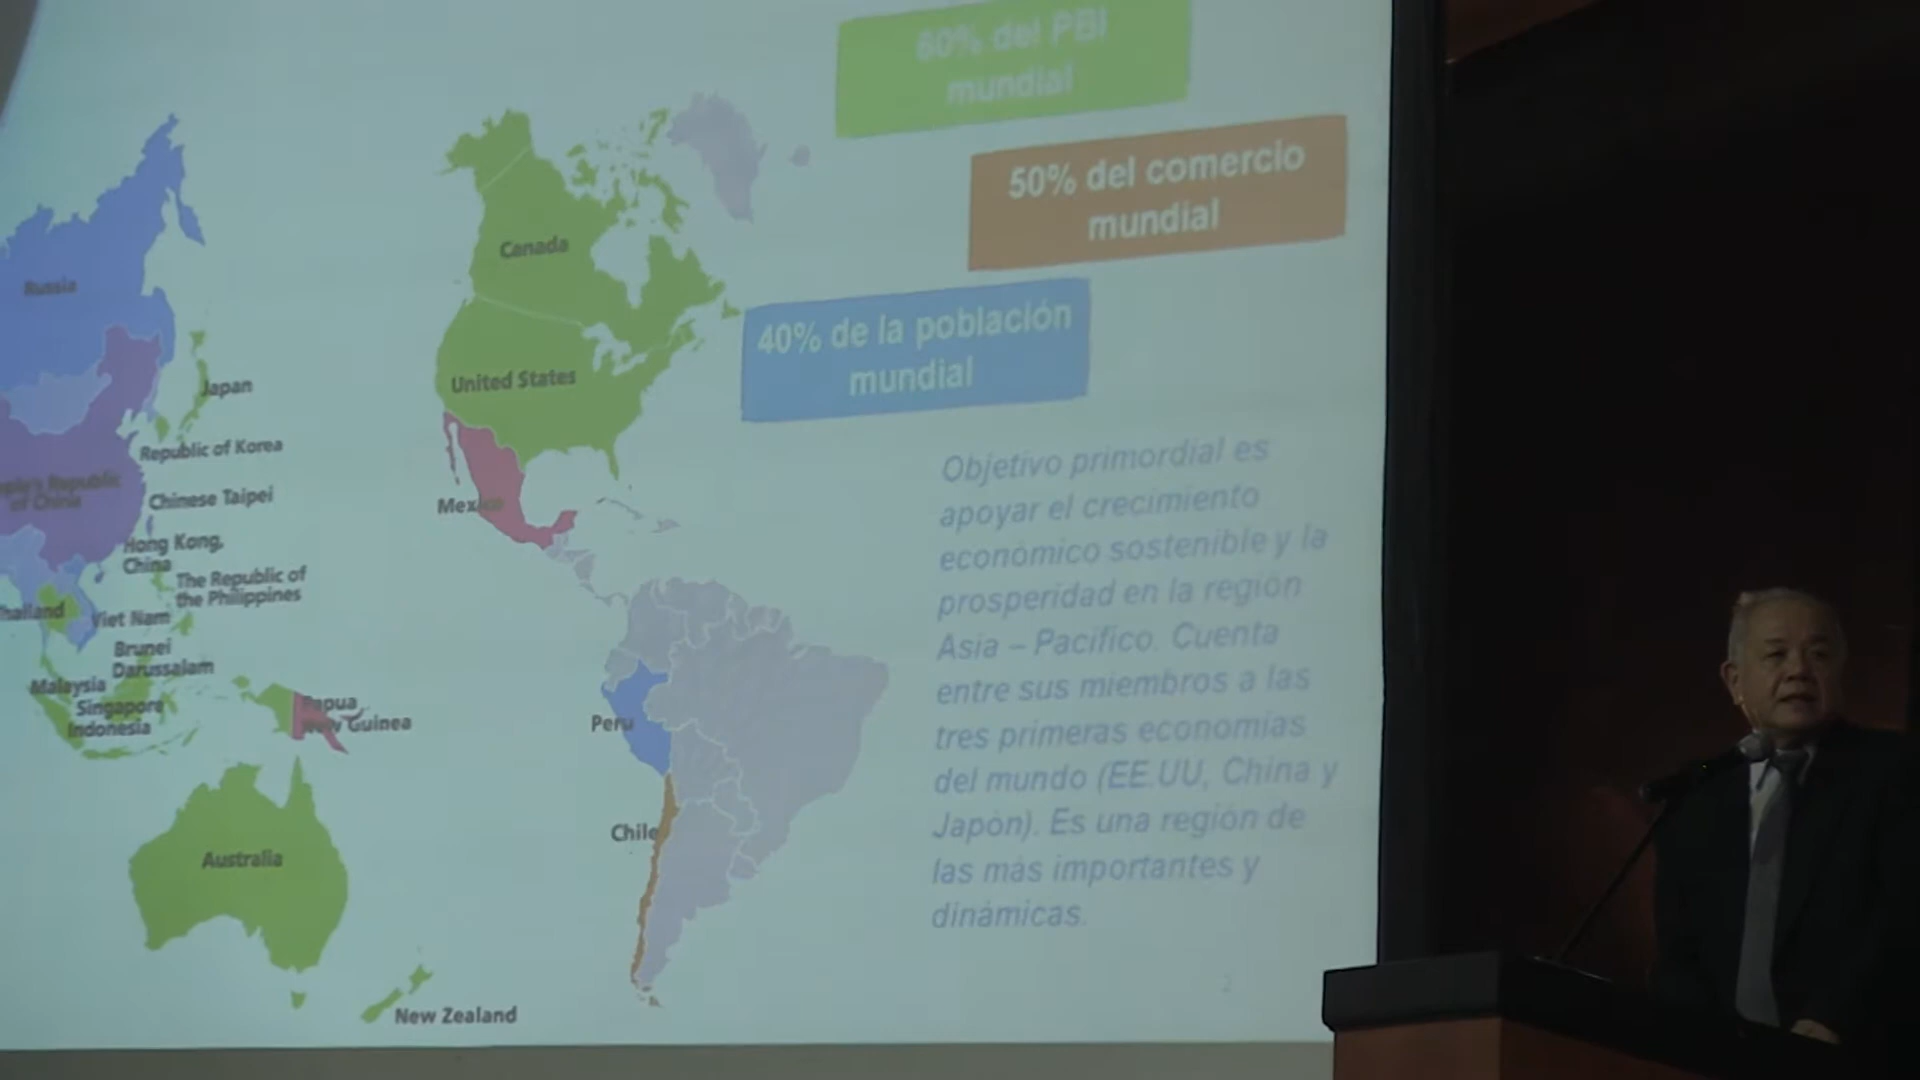 60% del PBI
mundial
50% del comercio
mundial
40% de la población
mundial
Russia
Canada
United States
Japan
Republic of Korea
Chinese Taipei
of China
Hong Kong,
China
The Republic of
the Philippines
Thailand
Viet Nam
Brunei
Darussalam
Malaysia
Singapore
Indonesia
Papua
New Guinea
Mexico
Peru
Chile
Australia
New Zealand
Objetivo primordial es
apoyar el crecimiento
económico sostenible y la
prosperidad en la región
Asia – Pacífico. Cuenta
entre sus miembros a las
tres primeras economías
del mundo (EE.UU, China y
Japón). Es una región de
las más importantes y
dinámicas.
2